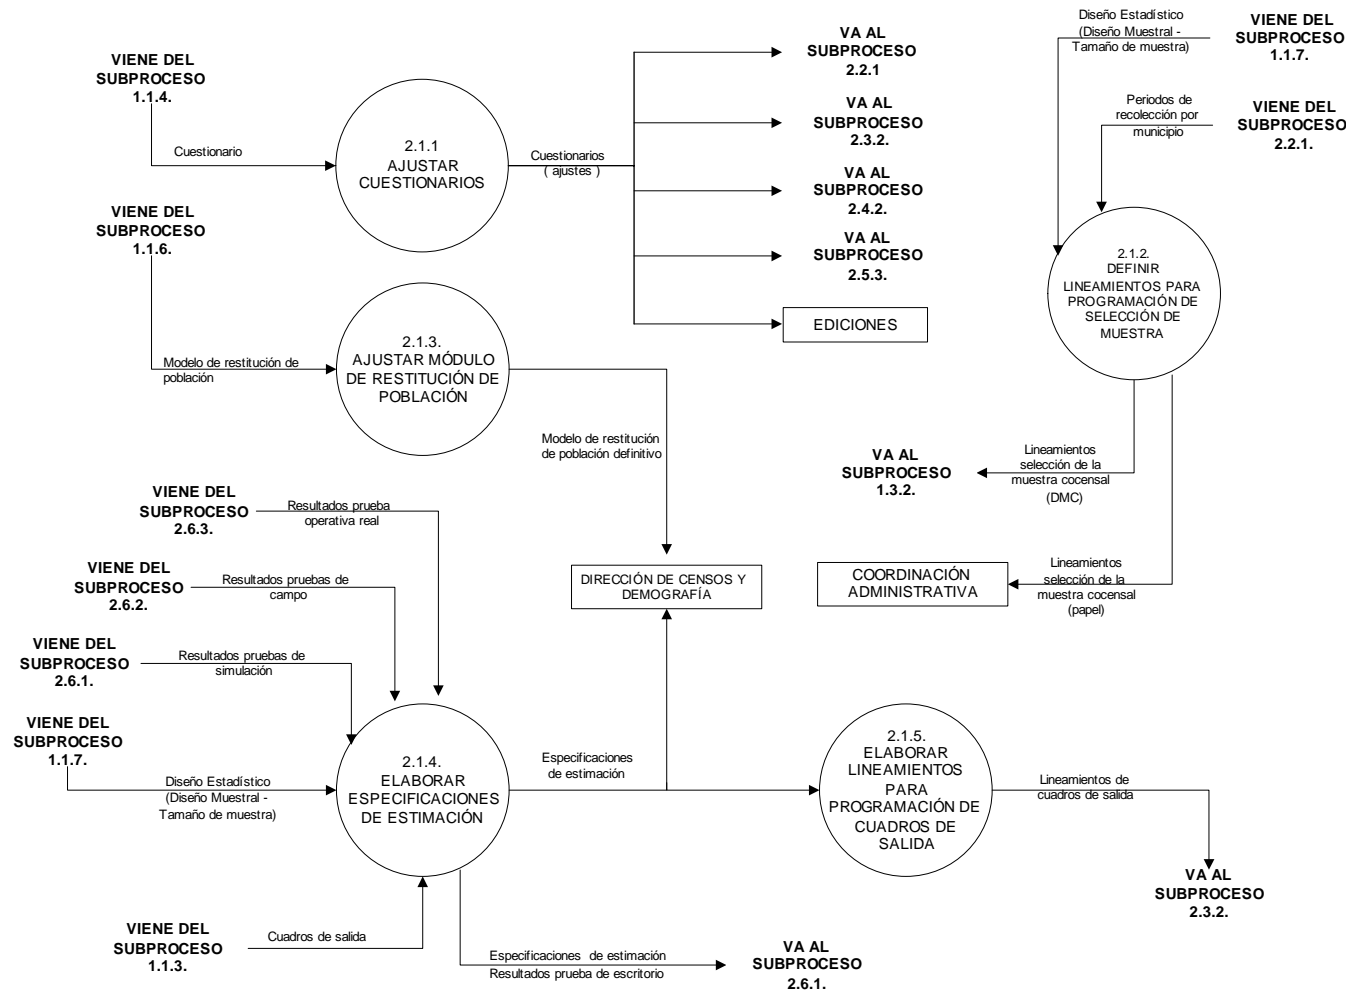 VIENE DEL
SUBPROCESO
1.1.4.
Cuestionario
2.1.1
AJUSTAR
CUESTIONARIOS
Cuestionarios
( ajustes )
VA AL
SUBPROCESO
2.2.1
VA AL
SUBPROCESO
2.3.2.
VA AL
SUBPROCESO
2.4.2.
VA AL
SUBPROCESO
2.5.3.
EDICIONES
Diseño Estadístico
(Diseño Muestral -
Tamaño de muestra)
VIENE DEL
SUBPROCESO
1.1.7.
Periodos de
recolección por
municipio
VIENE DEL
SUBPROCESO
2.2.1.
2.1.2.
DEFINIR
LINEAMIENTOS PARA
PROGRAMACIÓN DE
SELECCIÓN DE
MUESTRA
VIENE DEL
SUBPROCESO
1.1.6.
Modelo de restitución de
población
2.1.3.
AJUSTAR MÓDULO
DE RESTITUCIÓN DE
POBLACIÓN
Modelo de restitución
de población definitivo
VA AL
SUBPROCESO
1.3.2.
Lineamientos
selección de la
muestra cocensal
(DMC)
COORDINACIÓN
ADMINISTRATIVA
Lineamientos
selección de la
muestra cocensal
(papel)
DIRECCIÓN DE CENSOS Y
DEMOGRAFÍA
VIENE DEL
SUBPROCESO
2.6.3.
Resultados prueba
operativa real
VIENE DEL
SUBPROCESO
2.6.2.
Resultados pruebas de
campo
VIENE DEL
SUBPROCESO
2.6.1.
Resultados pruebas de
simulación
VIENE DEL
SUBPROCESO
1.1.7.
Diseño Estadístico
(Diseño Muestral -
Tamaño de muestra)
2.1.4.
ELABORAR
ESPECIFICACIONES
DE ESTIMACIÓN
Especificaciones
de estimación
2.1.5.
ELABORAR
LINEAMIENTOS
PARA
PROGRAMACIÓN DE
CUADROS DE
SALIDA
Lineamientos de
cuadros de salida
VA AL
SUBPROCESO
2.3.2.
VIENE DEL
SUBPROCESO
1.1.3.
Cuadros de salida
Especificaciones de estimación
Resultados prueba de escritorio
VA AL
SUBPROCESO
2.6.1.